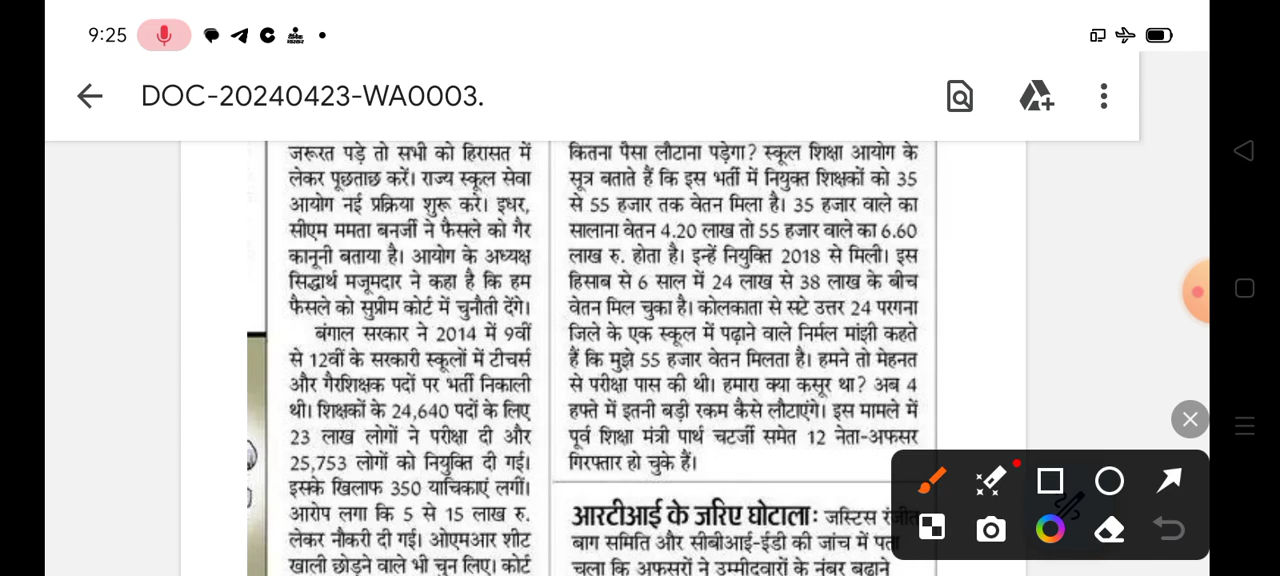 9:25
DOC-20240423-WA0003.
जरूरत पड़े तो सभी को हिरासत में
लेकर पूछताछ करें। राज्य स्कूल सेवा
आयोग नई प्रक्रिया शुरू करे। इधर,
सीएम ममता बनर्जी ने फैसले को गैर
कानूनी बताया है। आयोग के अध्यक्ष
सिद्धार्थ मजूमदार ने कहा है कि हम
फैसले को सुप्रीम कोर्ट में चुनौती देंगे।
बंगाल सरकार ने 2014 में 9वीं
से 12वीं के सरकारी स्कूलों में टीचर्स
और गैरशिक्षक पदों पर भर्ती निकाली
थी। शिक्षकों के 24,640 पदों के लिए
23 लाख लोगों ने परीक्षा दी और
25,753 लोगों को नियुक्ति दी गई।
इसके खिलाफ 350 याचिकाएं लगीं।
आरोप लगा कि 5 से 15 लाख रु.
लेकर नौकरी दी गई। ओएमआर शीट
खाली छोड़ने वाले भी चुन लिए। कोर्ट
कितना पैसा लौटाना पड़ेगा? स्कूल शिक्षा आयोग के
सूत्र बताते हैं कि इस भर्ती में नियुक्त शिक्षकों को 35
से 55 हजार तक वेतन मिला है। 35 हजार वाले का
सालाना वेतन 4.20 लाख तो 55 हजार वाले का 6.60
लाख रु. होता है। इन्हें नियुक्ति 2018 से मिली। इस
हिसाब से 6 साल में 24 लाख से 38 लाख के बीच
वेतन मिल चुका है। कोलकाता से सटे उत्तर 24 परगना
जिले के एक स्कूल में पढ़ाने वाले निर्मल मांझी कहते
हैं कि मुझे 55 हजार वेतन मिलता है। हमने तो मेहनत
से परीक्षा पास की थी। हमारा क्या कसूर था? अब 4
हफ्ते में इतनी बड़ी रकम कैसे लौटाएंगे। इस मामले में
पूर्व शिक्षा मंत्री पार्थ चटर्जी समेत 12 नेता-अफसर
गिरफ्तार हो चुके हैं।
आरटीआई के जरिए घोटाला: जस्टिस रंजीत
बाग समिति और सीबीआई-ईडी की जांच में पता
चला कि अफसरों ने उम्मीदवारों के नंबर बढ़ाने